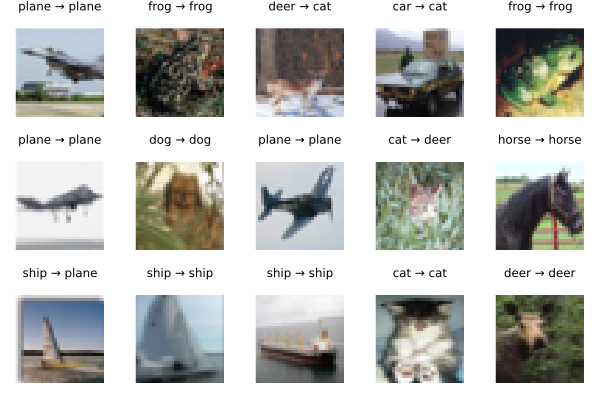 plane → plane frog → frog deer → cat car → car frog → frog
plane → plane dog → dog plane → plane cat → deer horse → horse
ship → plane ship → ship ship → ship cat → cat deer → deer